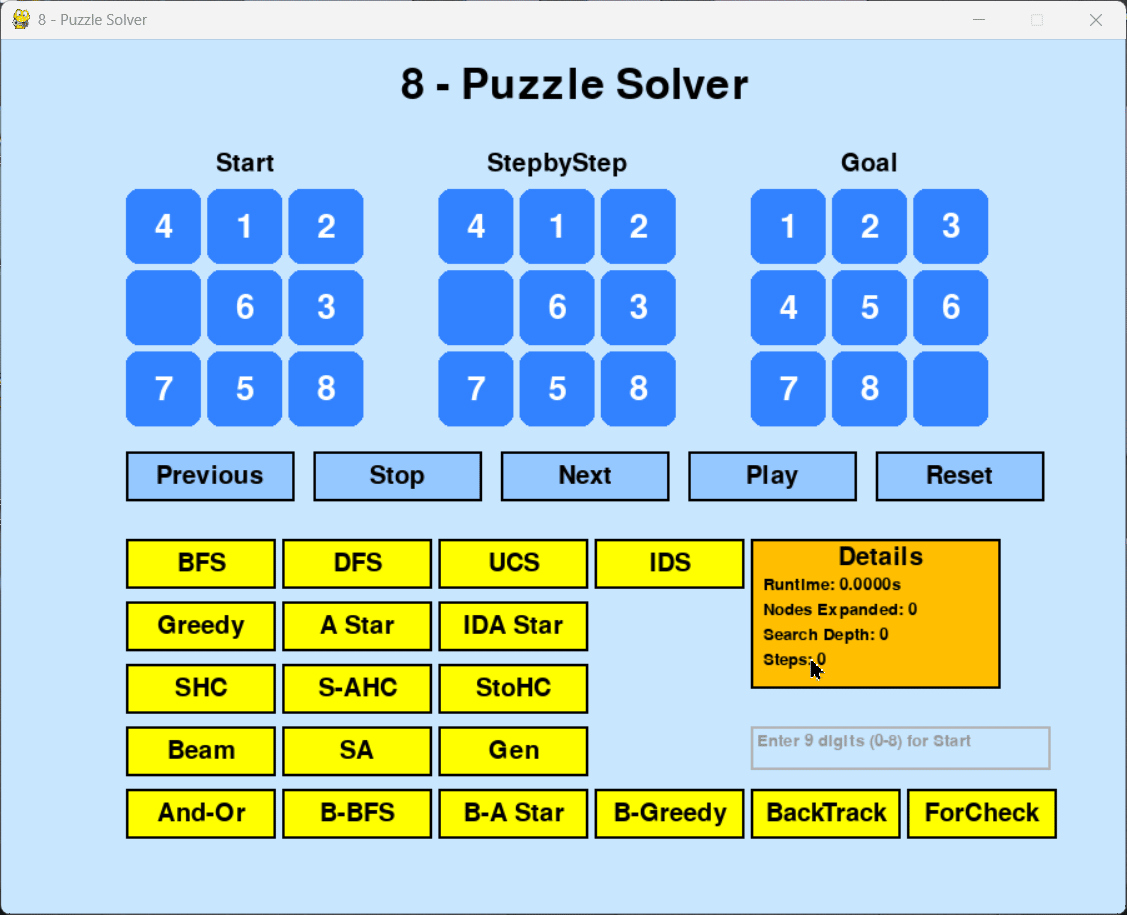 8 - Puzzle Solver
8 - Puzzle Solver
Start StepbyStep Goal
4 1 2 4 1 2 1 2 3
6 3 6 3 4 5 6
7 5 8 7 5 8 7 8
Previous Stop Next Play Reset
BFS DFS UCS IDS
Details
Runtime: 0.0000s
Nodes Expanded: 0
Search Depth: 0
Steps: 0
Greedy A Star IDA Star
SHC S-AHC StoHC
Beam SA Gen
Enter 9 digits (0-8) for Start
And-Or B-BFS B-A Star B-Greedy BackTrack ForCheck